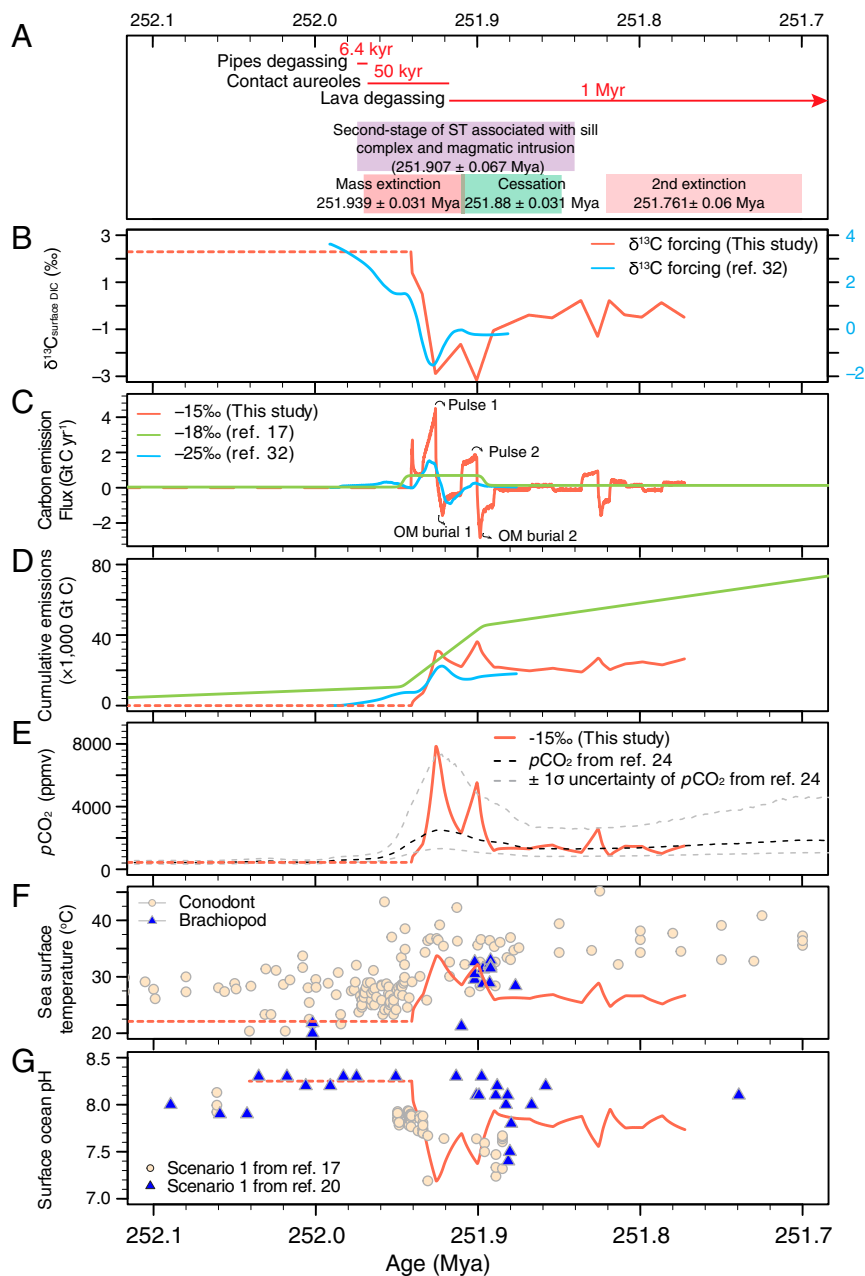 252.1 252.0 251.9 251.8 251.7
A
6.4 kyr
Pipes degassing
50 kyr
Contact aureoles
1 Myr
Lava degassing
Second-stage of ST associated with sill
complex and magmatic intrusion
(251.907 ± 0.067 Mya)
Mass extinction Cessation 2nd extinction
251.939 ± 0.031 Mya 251.88 ± 0.031 Mya 251.761± 0.06 Mya
B
δ¹³C surface DIC (‰)
3
1
−1
−3
δ¹³C forcing (This study)
δ¹³C forcing (ref. 32)
4
2
0
−2
C
Carbon emission
Flux (Gt C yr⁻¹)
4
2
0
−2
−15‰ (This study)
−18‰ (ref. 17)
−25‰ (ref. 32)
Pulse 1
Pulse 2
OM burial 1
OM burial 2
D
Cumulative emissions
(×1,000 Gt C)
80
40
0
E
pCO₂ (ppmv)
8000
4000
0
-15‰ (This study)
pCO₂ from ref. 24
± 1σ uncertainty of pCO₂ from ref. 24
F
Sea surface
temperature (°C)
40
30
20
Conodont
Brachiopod
G
Surface ocean pH
8.5
8.0
7.5
7.0
Scenario 1 from ref. 17
Scenario 1 from ref. 20
252.1 252.0 251.9 251.8 251.7
Age (Mya)